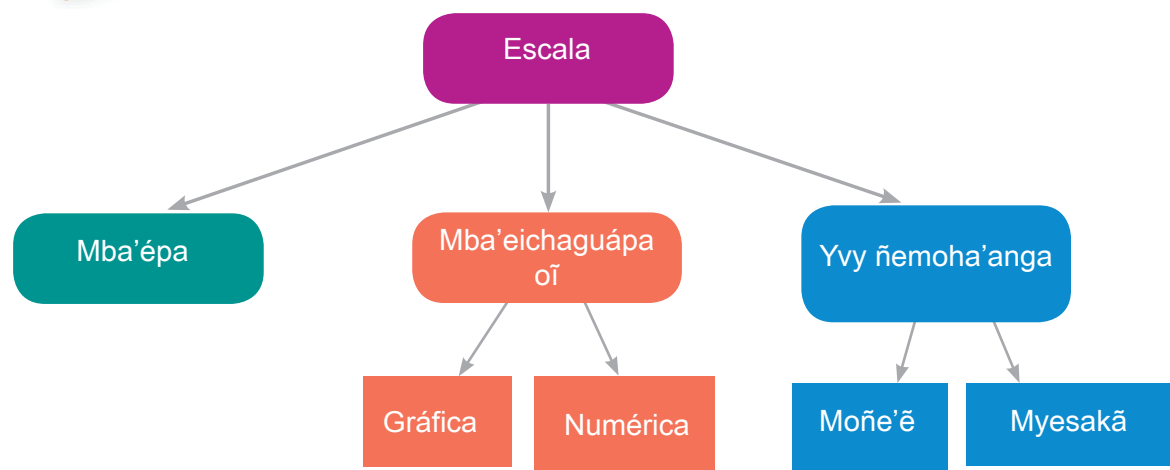 Escala
Mba’épa
Mba’eichaguápa
oĩ
Yvy ñemoha’anga
Gráfica
Numérica
Moñe’ẽ
Myesakã